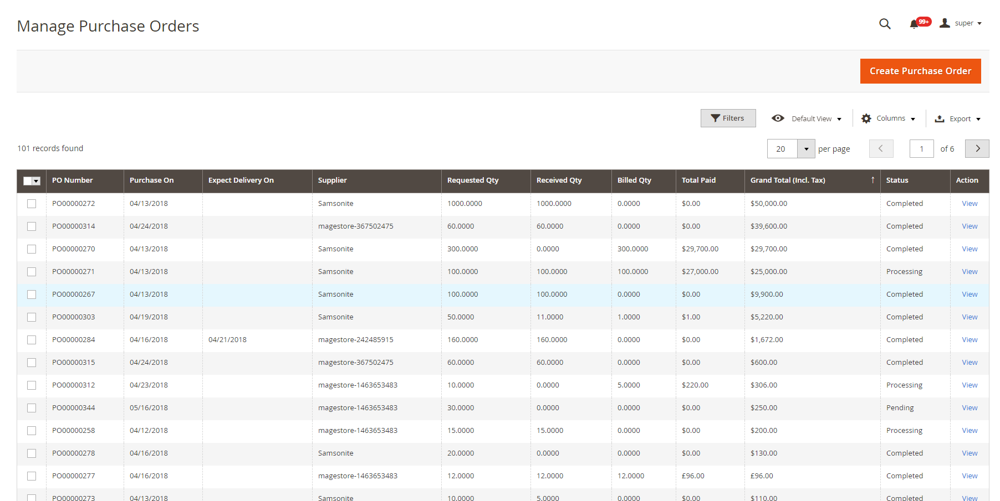 Manage Purchase Orders
99+
super
Create Purchase Order
Filters
Default View
Columns
Export
101 records found
20 per page
1 of 6
PO Number Purchase On Expect Delivery On Supplier Requested Qty Received Qty Billed Qty Total Paid Grand Total (Incl. Tax) ↑ Status Action
PO00000272 04/13/2018 Samsonite 1000.0000 1000.0000 0.0000 $0.00 $50,000.00 Completed View
PO00000314 04/24/2018 magestore-367502475 60.0000 60.0000 0.0000 $0.00 $39,600.00 Completed View
PO00000270 04/13/2018 Samsonite 300.0000 0.0000 300.0000 $29,700.00 $29,700.00 Completed View
PO00000271 04/13/2018 Samsonite 100.0000 100.0000 100.0000 $27,000.00 $25,000.00 Processing View
PO00000267 04/13/2018 Samsonite 100.0000 100.0000 0.0000 $0.00 $9,900.00 Completed View
PO00000303 04/19/2018 Samsonite 50.0000 11.0000 1.0000 $1.00 $5,220.00 Completed View
PO00000284 04/16/2018 04/21/2018 magestore-242485915 160.0000 160.0000 0.0000 $0.00 $1,672.00 Completed View
PO00000315 04/24/2018 magestore-367502475 60.0000 60.0000 0.0000 $0.00 $600.00 Completed View
PO00000312 04/23/2018 magestore-1463653483 10.0000 0.0000 5.0000 $220.00 $306.00 Processing View
PO00000344 05/16/2018 magestore-1463653483 30.0000 0.0000 0.0000 $0.00 $250.00 Pending View
PO00000258 04/12/2018 magestore-1463653483 15.0000 15.0000 0.0000 $0.00 $200.00 Processing View
PO00000278 04/16/2018 Samsonite 20.0000 0.0000 0.0000 $0.00 $130.00 Completed View
PO00000277 04/16/2018 magestore-1463653483 12.0000 12.0000 12.0000 £96.00 £96.00 Completed View
PO00000273 04/13/2018 Samsonite 10.0000 5.0000 0.0000 $0.00 $110.00 Completed View